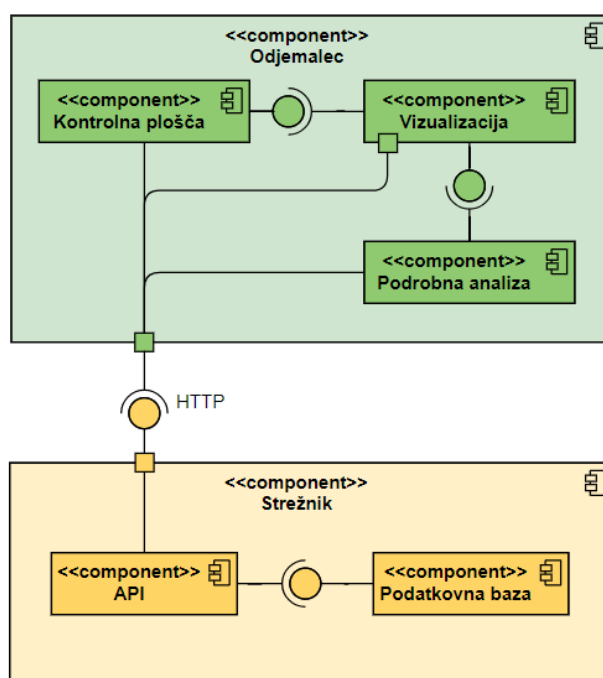 <<component>>
Odjemalec
<<component>>
Kontrolna plošča
<<component>>
Vizualizacija
<<component>>
Podrobna analiza
HTTP
<<component>>
Strežnik
<<component>>
API
<<component>>
Podatkovna baza